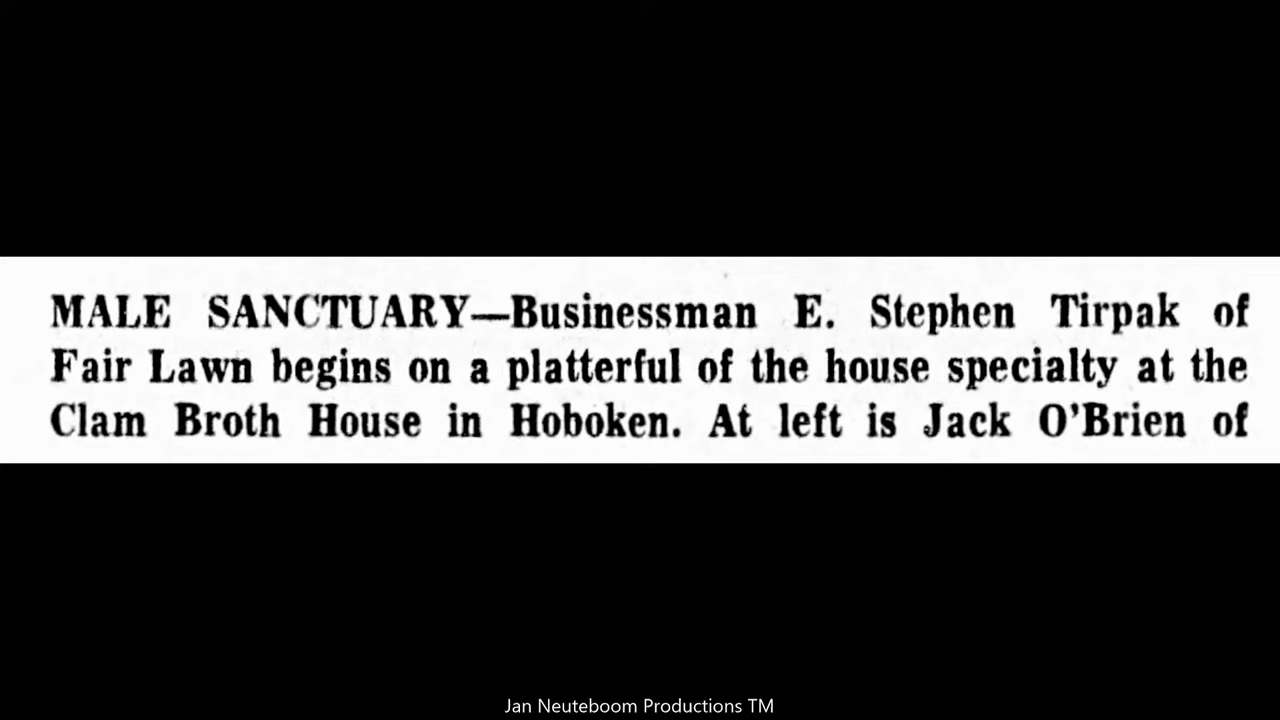 MALE SANCTUARY—Businessman E. Stephen Tirpak of
Fair Lawn begins on a platterful of the house specialty at the
Clam Broth House in Hoboken. At left is Jack O'Brien of
Jan Neuteboom Productions TM